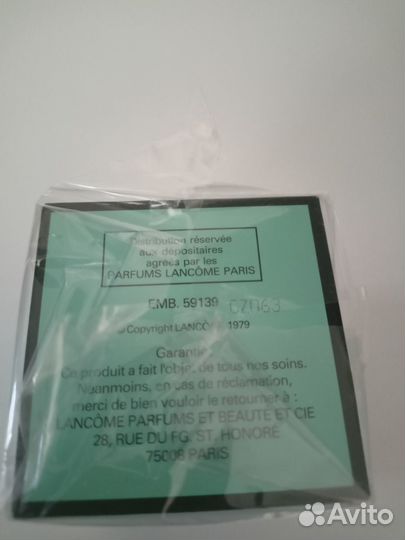 Distribution réservée
aux dépositaires
agréés par les
PARFUMS LANCÔME PARIS
EMB. 59139
© Copyright LANCÔME 1979
Garantie
Ce produit a fait l'objet de tous nos soins.
Néanmoins, en cas de réclamation,
merci de bien vouloir le retourner à :
LANCÔME PARFUMS ET BEAUTÉ ET CIE
28, RUE DU FG. ST. HONORÉ
75008 PARIS
Avito